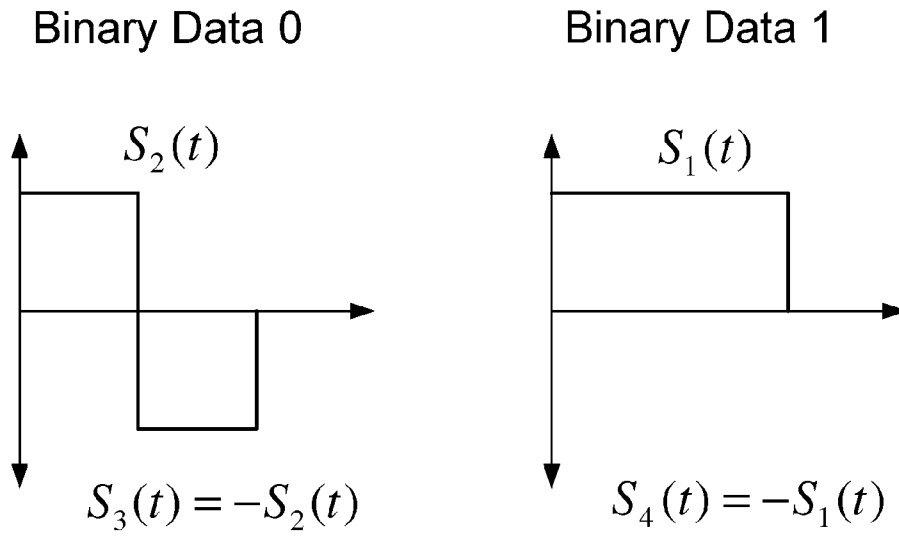 Binary Data 0
Binary Data 1
S₂(t)
S₁(t)
S₃(t) = −S₂(t)
S₄(t) = −S₁(t)